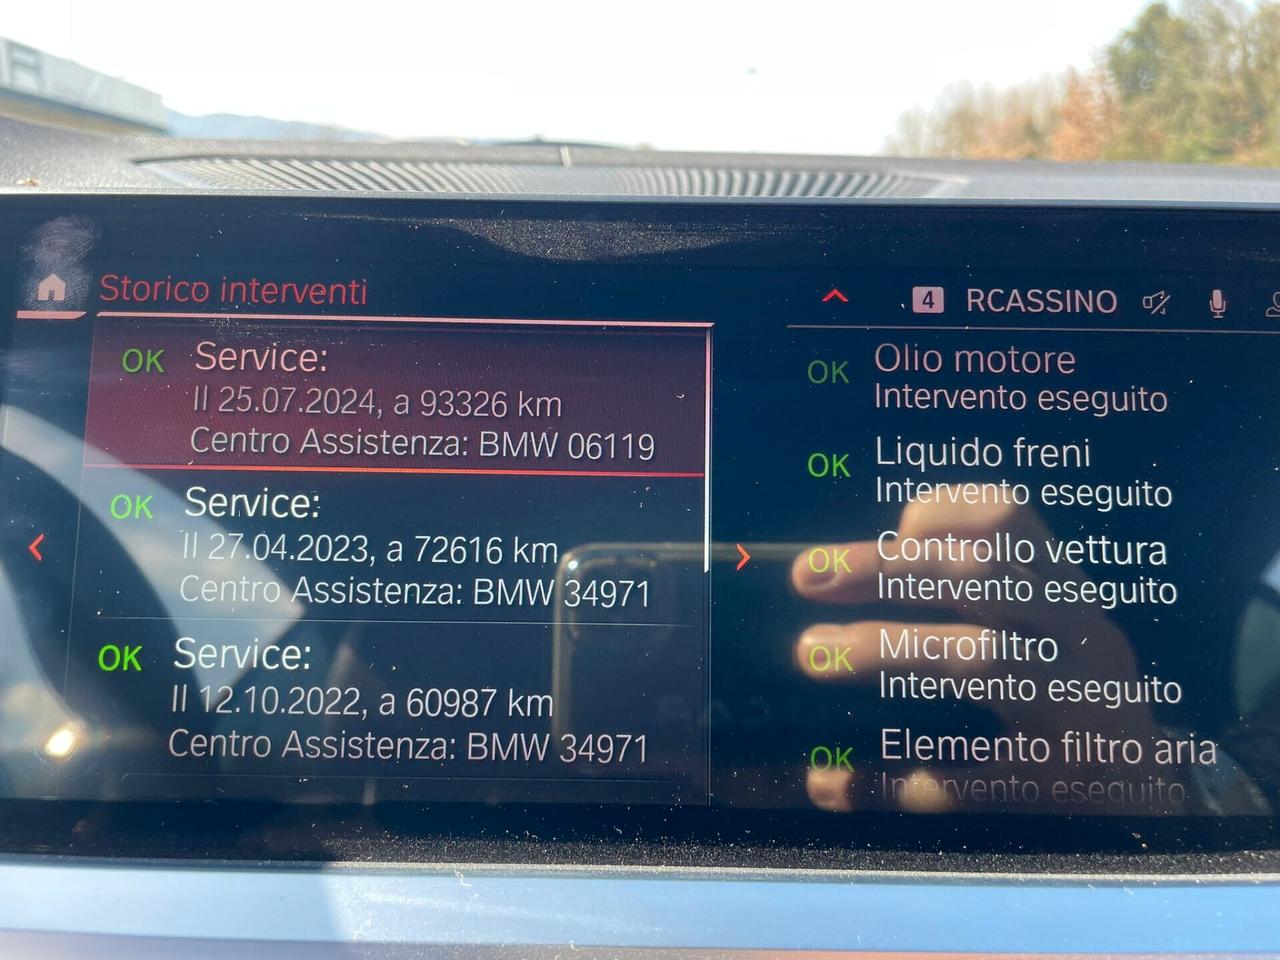 Storico interventi
4 RCASSINO
OK Service:
Il 25.07.2024, a 93326 km
Centro Assistenza: BMW 06119
OK Service:
Il 27.04.2023, a 72616 km
Centro Assistenza: BMW 34971
OK Service:
Il 12.10.2022, a 60987 km
Centro Assistenza: BMW 34971
OK Olio motore
Intervento eseguito
OK Liquido freni
Intervento eseguito
OK Controllo vettura
Intervento eseguito
OK Microfiltro
Intervento eseguito
OK Elemento filtro aria
Intervento eseguito